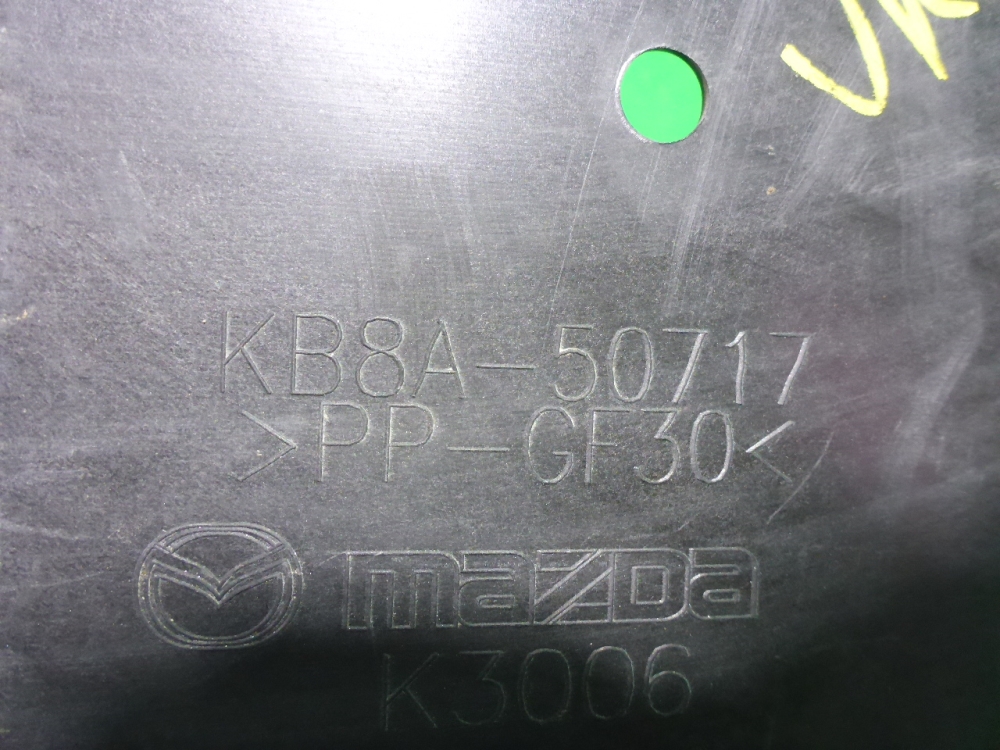 KB8A-50717
>PP-GF30<
mazda
K3006